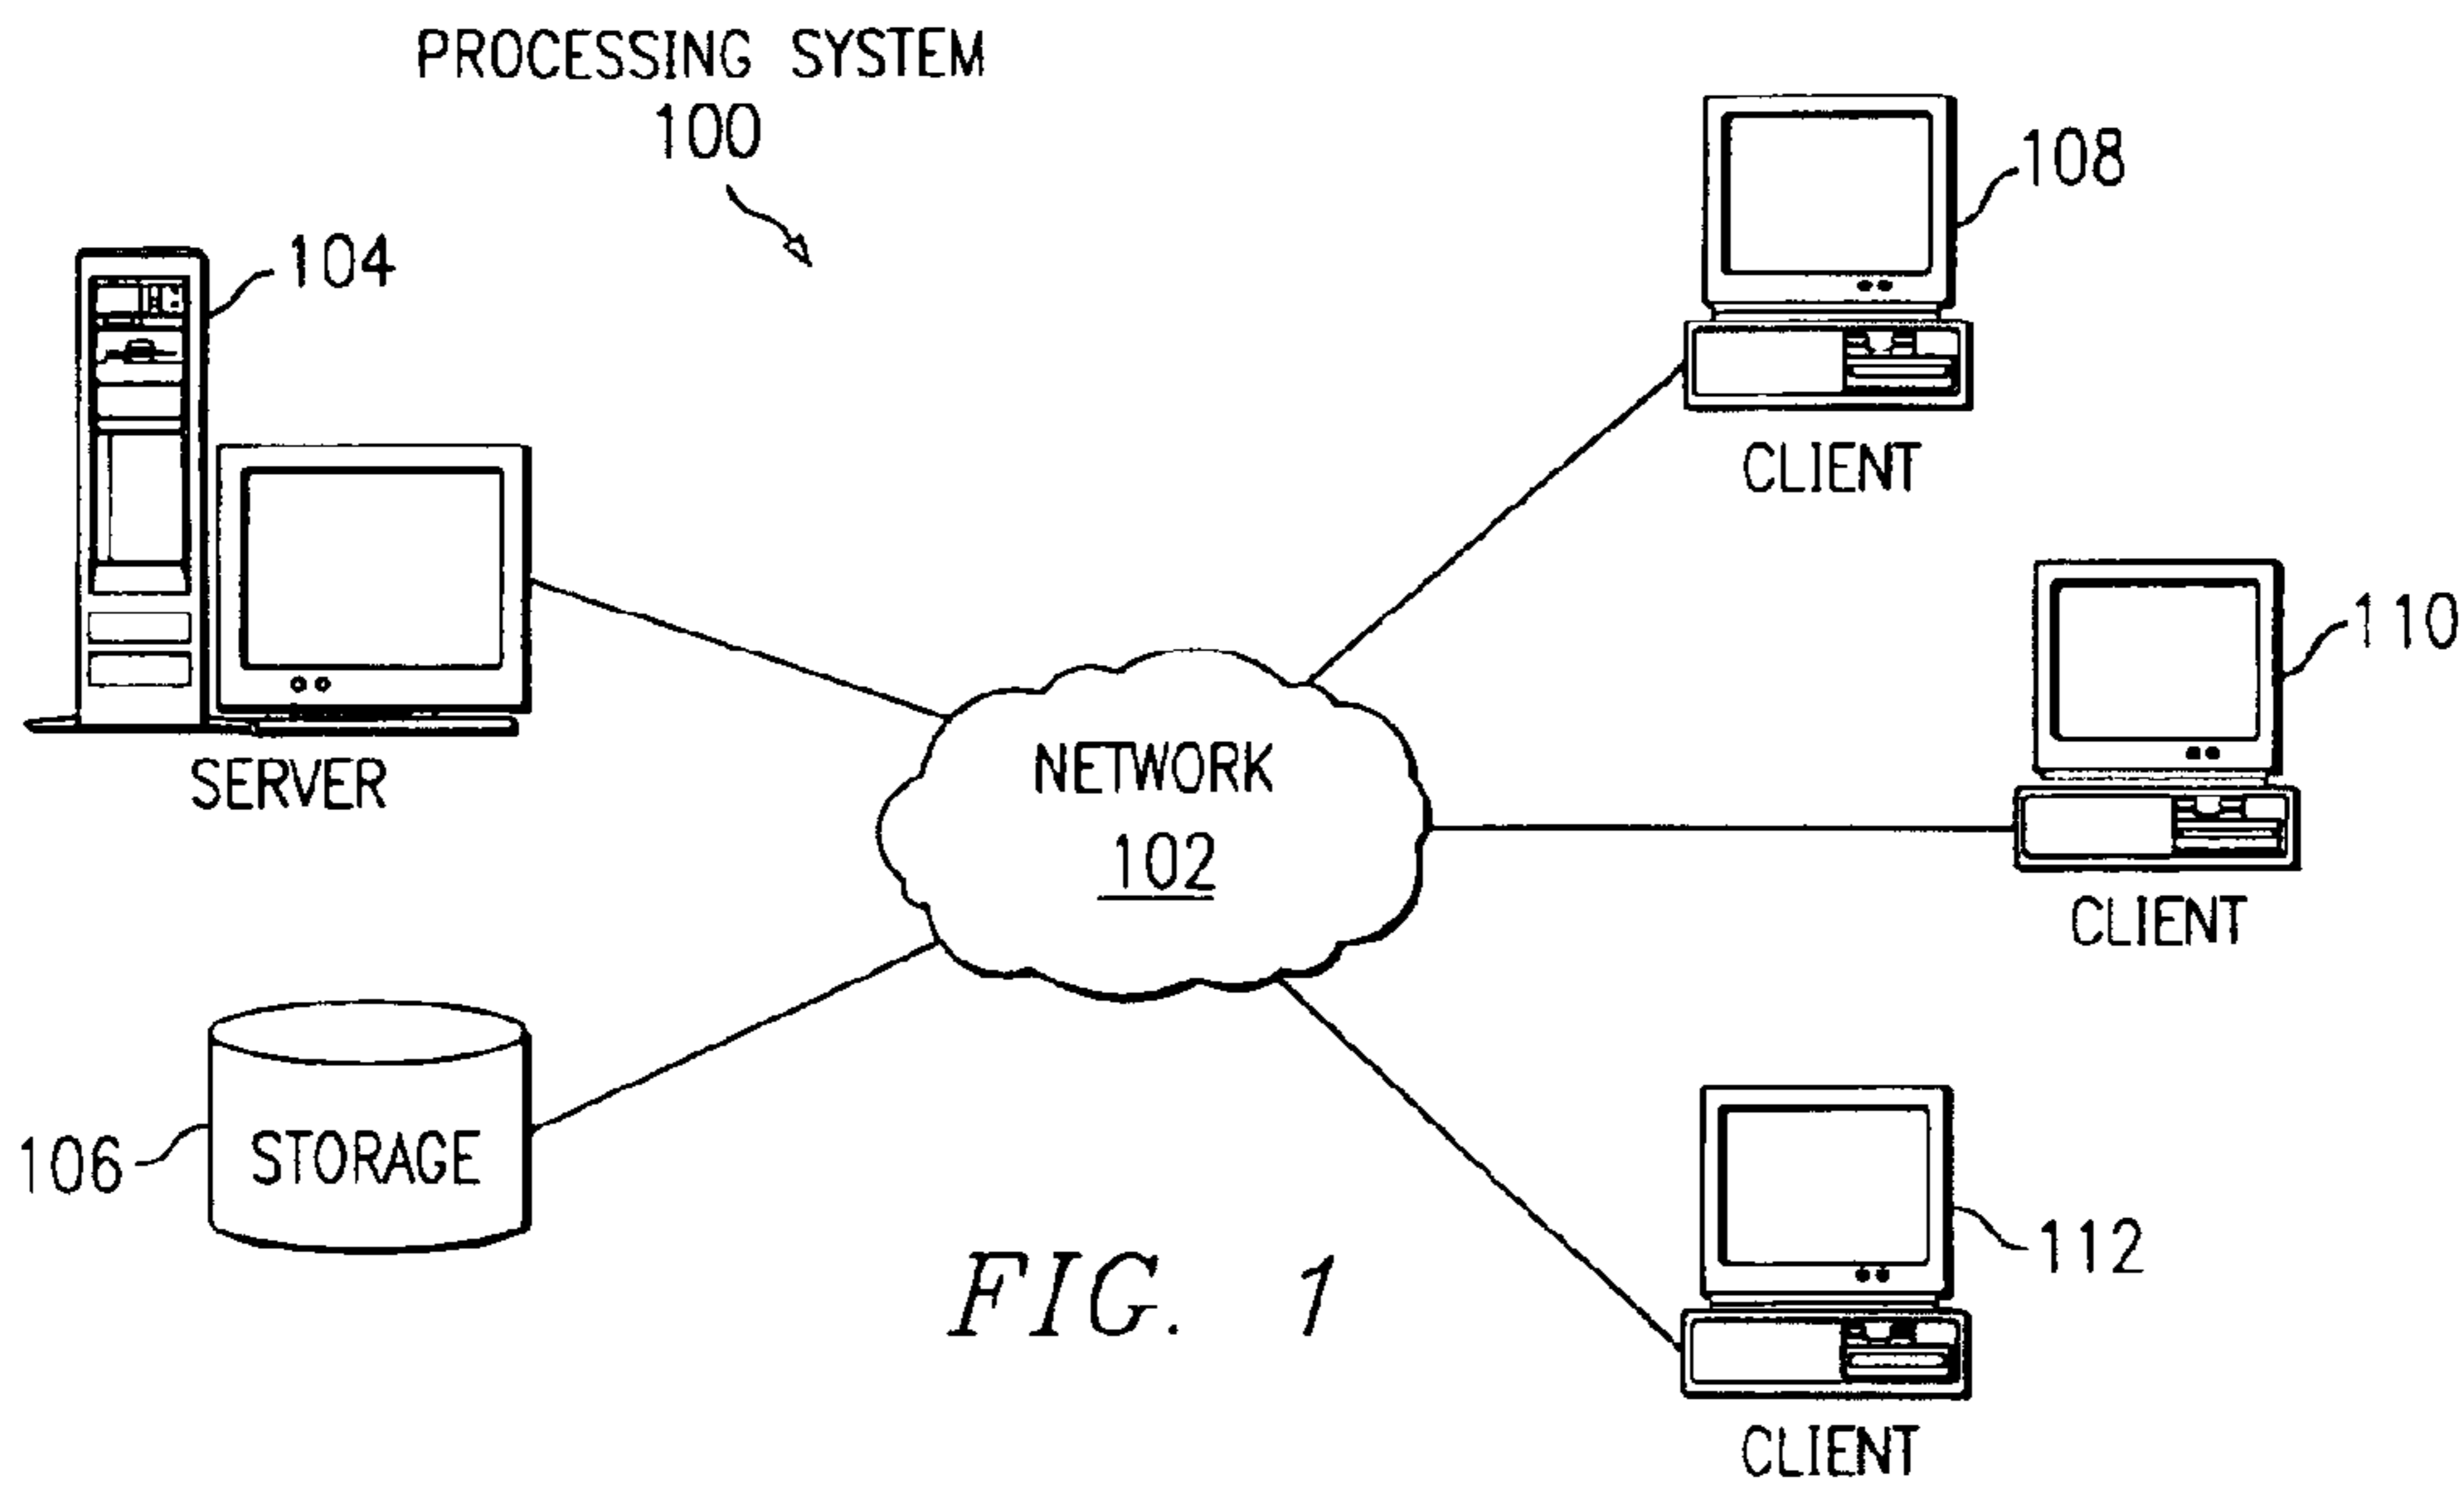 PROCESSING SYSTEM
100
108
104
CLIENT
110
SERVER
NETWORK
102
CLIENT
106
STORAGE
112
FIG. 1
CLIENT